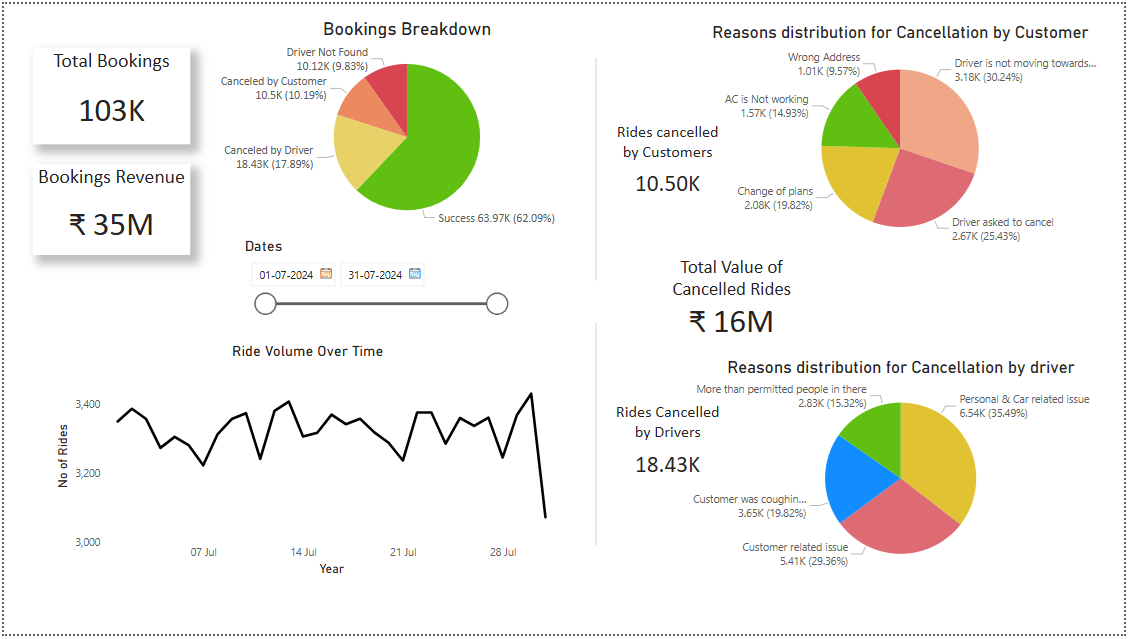 Total Bookings
103K
Bookings Revenue
₹ 35M
Bookings Breakdown
Driver Not Found
10.12K (9.83%)
Canceled by Customer
10.5K (10.19%)
Canceled by Driver
18.43K (17.89%)
Success 63.97K (62.09%)
Dates
01-07-2024
31-07-2024
Ride Volume Over Time
No of Rides
3,400
3,200
3,000
07 Jul
14 Jul
21 Jul
28 Jul
Year
Reasons distribution for Cancellation by Customer
Rides cancelled
by Customers
10.50K
Wrong Address
1.01K (9.57%)
Driver is not moving towards...
3.18K (30.24%)
AC is Not working
1.57K (14.93%)
Change of plans
2.08K (19.82%)
Driver asked to cancel
2.67K (25.43%)
Total Value of
Cancelled Rides
₹ 16M
Reasons distribution for Cancellation by driver
Rides Cancelled
by Drivers
18.43K
More than permitted people in there
2.83K (15.32%)
Personal & Car related issue
6.54K (35.49%)
Customer was coughin...
3.65K (19.82%)
Customer related issue
5.41K (29.36%)